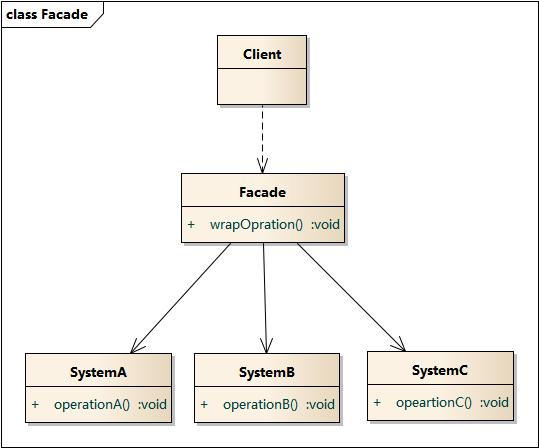 class Facade
Client
Facade
+ wrapOpration() :void
SystemA
+ operationA() :void
SystemB
+ operationB() :void
SystemC
+ opeartionC() :void